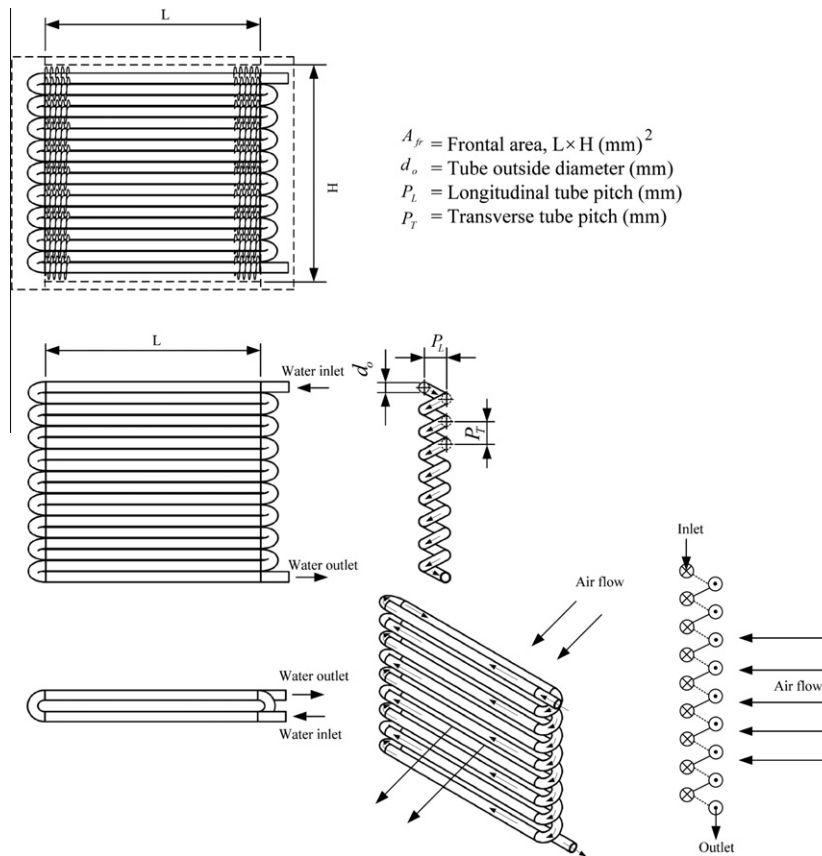 L
H
A_fr = Frontal area, L×H (mm)²
d_o = Tube outside diameter (mm)
P_L = Longitudinal tube pitch (mm)
P_T = Transverse tube pitch (mm)
L
Water inlet
Water outlet
d_o
P_L
P_T
Inlet
Air flow
Air flow
Outlet
Water outlet
Water inlet